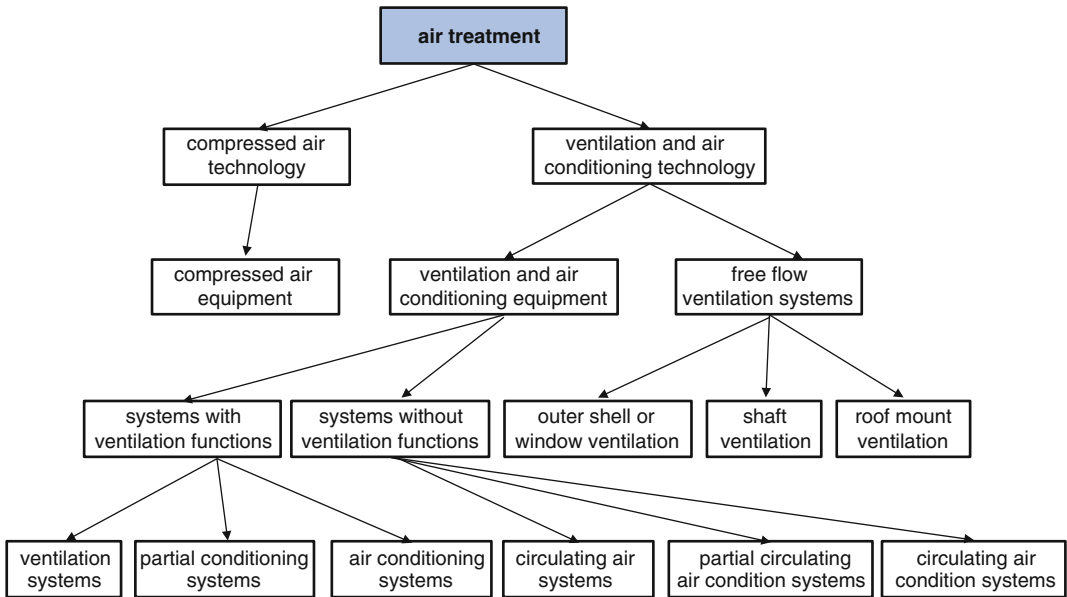 air treatment
compressed air
technology
ventilation and air
conditioning technology
compressed air
equipment
ventilation and air
conditioning equipment
free flow
ventilation systems
systems with
ventilation functions
systems without
ventilation functions
outer shell or
window ventilation
shaft
ventilation
roof mount
ventilation
ventilation
systems
partial conditioning
systems
air conditioning
systems
circulating air
systems
partial circulating
air condition systems
circulating air
condition systems